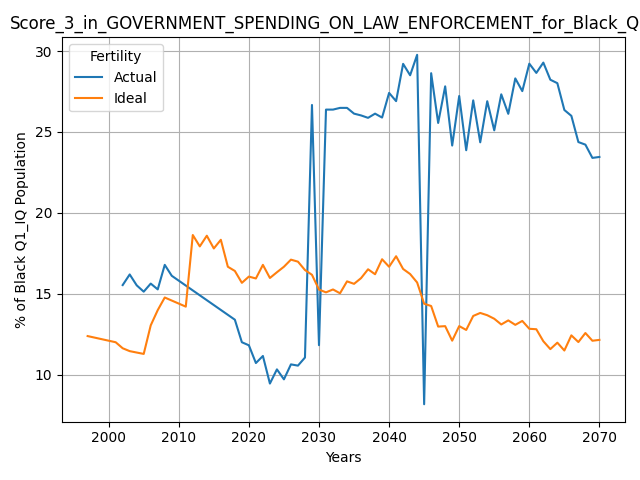 Score_3_in_GOVERNMENT_SPENDING_ON_LAW_ENFORCEMENT_for_Black_Q
Fertility
Actual
Ideal
30
25
20
15
10
% of Black Q1_IQ Population
2000 2010 2020 2030 2040 2050 2060 2070
Years